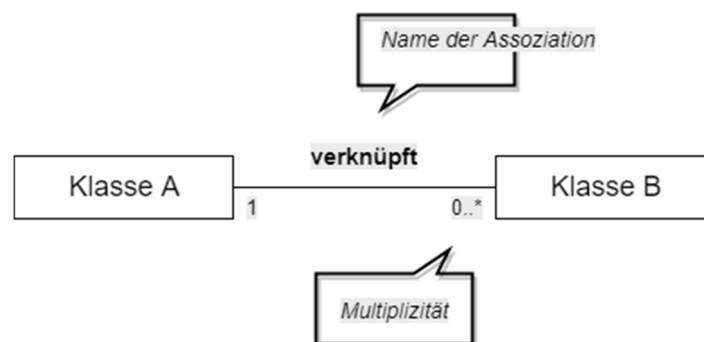 Name der Assoziation
verknüpft
Klasse A
Klasse B
1
0..*
Multiplizität